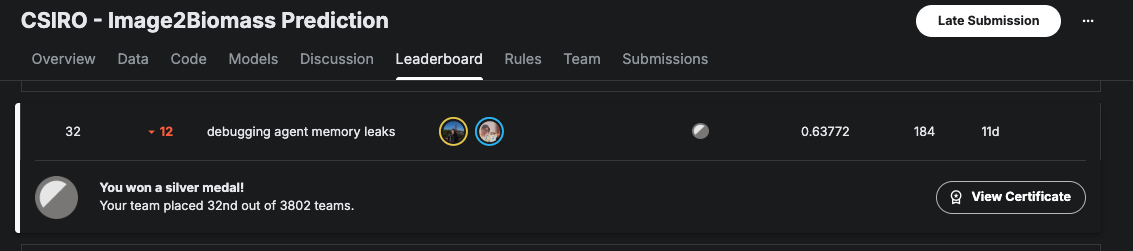 CSIRO - Image2Biomass Prediction
Late Submission
Overview Data Code Models Discussion Leaderboard Rules Team Submissions
32 12 debugging agent memory leaks 0.63772 184 11d
You won a silver medal!
Your team placed 32nd out of 3802 teams.
View Certificate